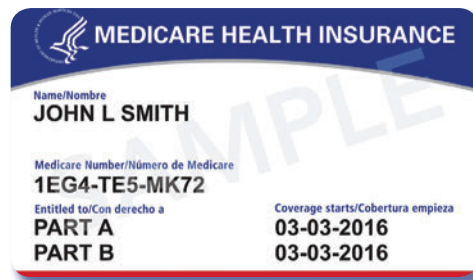 MEDICARE HEALTH INSURANCE
Name/Nombre
JOHN L SMITH
Medicare Number/Número de Medicare
1EG4-TE5-MK72
Entitled to/Con derecho a Coverage starts/Cobertura empieza
PART A 03-03-2016
PART B 03-03-2016
SAMPLE